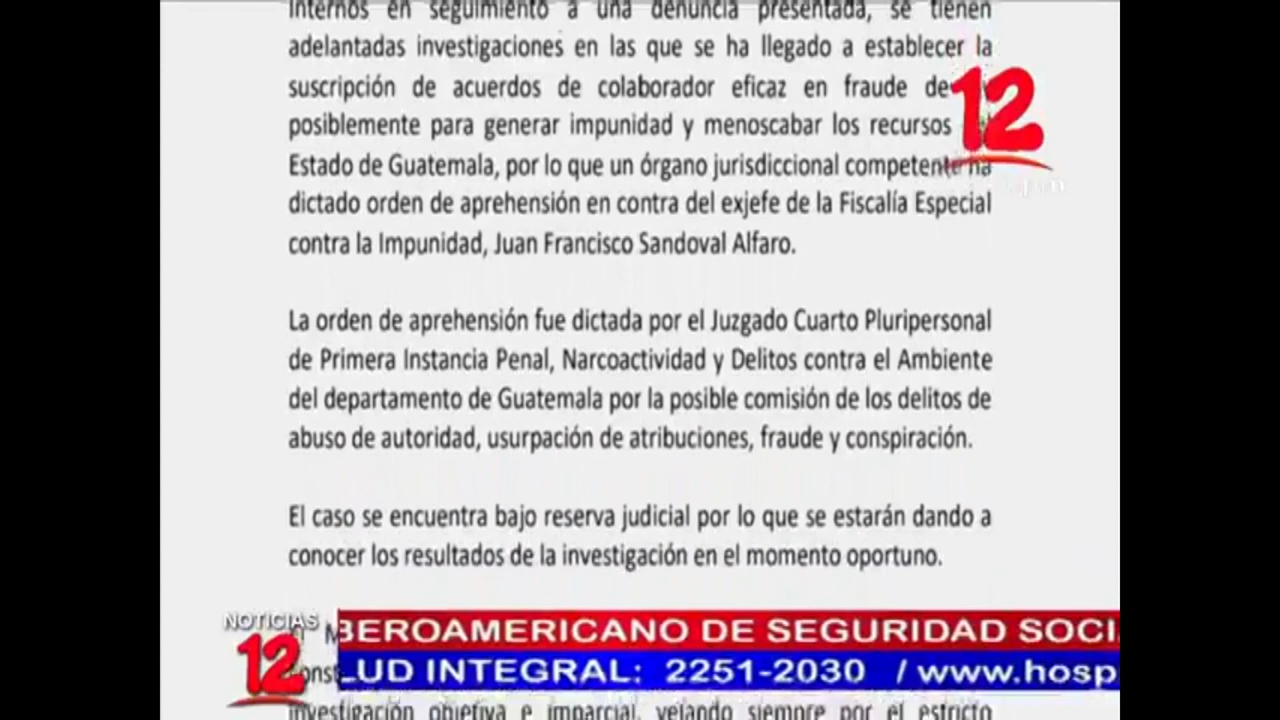 internos en seguimiento a una denuncia presentada, se tienen
adelantadas investigaciones en las que se ha llegado a establecer la
suscripción de acuerdos de colaborador eficaz en fraude de
12
posiblemente para generar impunidad y menoscabar los recursos
Estado de Guatemala, por lo que un órgano jurisdiccional competente ha
dictado orden de aprehensión en contra del exjefe de la Fiscalía Especial
contra la Impunidad, Juan Francisco Sandoval Alfaro.
La orden de aprehensión fue dictada por el Juzgado Cuarto Pluripersonal
de Primera Instancia Penal, Narcoactividad y Delitos contra el Ambiente
del departamento de Guatemala por la posible comisión de los delitos de
abuso de autoridad, usurpación de atribuciones, fraude y conspiración.
El caso se encuentra bajo reserva judicial por lo que se estarán dando a
conocer los resultados de la investigación en el momento oportuno.
NOTICIAS
12
BEROAMERICANO DE SEGURIDAD SOCI
LUD INTEGRAL: 2251-2030 / www.hosp
investigación objetiva e imparcial, velando siempre por el estricto